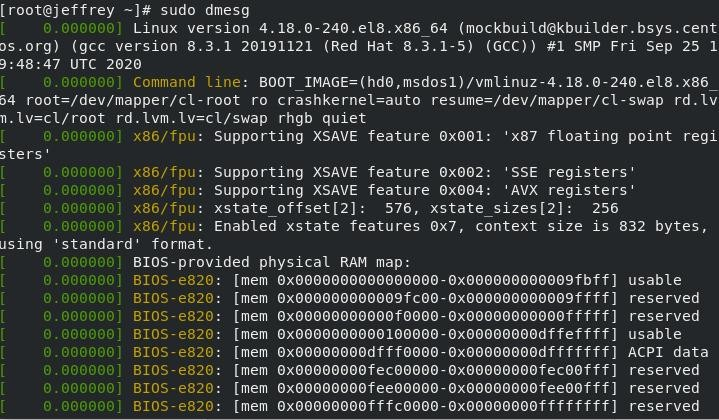 [root@jeffrey ~]# sudo dmesg
[    0.000000] Linux version 4.18.0-240.el8.x86_64 (mockbuild@kbuilder.bsys.cent
os.org) (gcc version 8.3.1 20191121 (Red Hat 8.3.1-5) (GCC)) #1 SMP Fri Sep 25 1
9:48:47 UTC 2020
[    0.000000] Command line: BOOT_IMAGE=(hd0,msdos1)/vmlinuz-4.18.0-240.el8.x86_
64 root=/dev/mapper/cl-root ro crashkernel=auto resume=/dev/mapper/cl-swap rd.lv
m.lv=cl/root rd.lvm.lv=cl/swap rhgb quiet
[    0.000000] x86/fpu: Supporting XSAVE feature 0x001: 'x87 floating point regi
sters'
[    0.000000] x86/fpu: Supporting XSAVE feature 0x002: 'SSE registers'
[    0.000000] x86/fpu: Supporting XSAVE feature 0x004: 'AVX registers'
[    0.000000] x86/fpu: xstate_offset[2]:  576, xstate_sizes[2]:  256
[    0.000000] x86/fpu: Enabled xstate features 0x7, context size is 832 bytes,
using 'standard' format.
[    0.000000] BIOS-provided physical RAM map:
[    0.000000] BIOS-e820: [mem 0x0000000000000000-0x000000000009fbff] usable
[    0.000000] BIOS-e820: [mem 0x000000000009fc00-0x000000000009ffff] reserved
[    0.000000] BIOS-e820: [mem 0x00000000000f0000-0x00000000000fffff] reserved
[    0.000000] BIOS-e820: [mem 0x0000000000100000-0x00000000dffeffff] usable
[    0.000000] BIOS-e820: [mem 0x00000000dfff0000-0x00000000dfffffff] ACPI data
[    0.000000] BIOS-e820: [mem 0x00000000fec00000-0x00000000fec00fff] reserved
[    0.000000] BIOS-e820: [mem 0x00000000fee00000-0x00000000fee00fff] reserved
[    0.000000] BIOS-e820: [mem 0x00000000fffc0000-0x00000000ffffffff] reserved